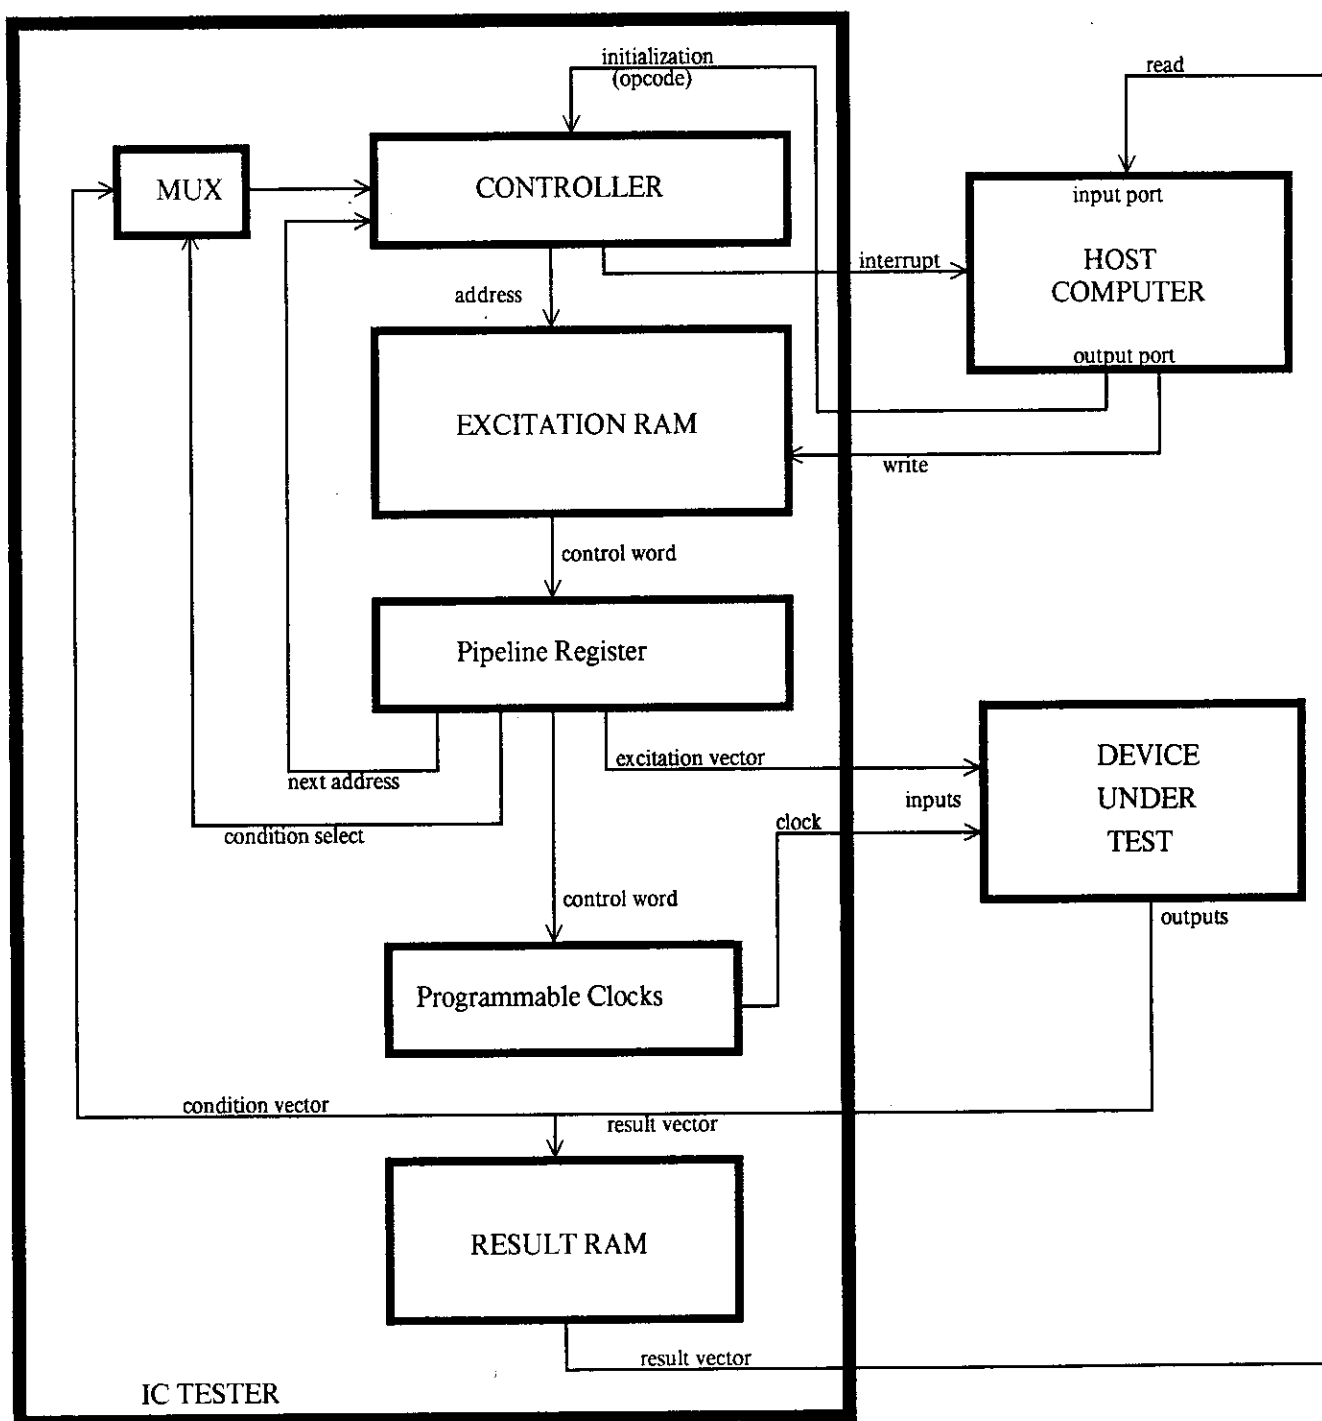 initialization
(opcode)
read
MUX
CONTROLLER
input port
interrupt
HOST
COMPUTER
address
output port
EXCITATION RAM
write
control word
Pipeline Register
excitation vector
DEVICE
next address
inputs
UNDER
clock
condition select
TEST
control word
outputs
Programmable Clocks
condition vector
result vector
RESULT RAM
result vector
IC TESTER